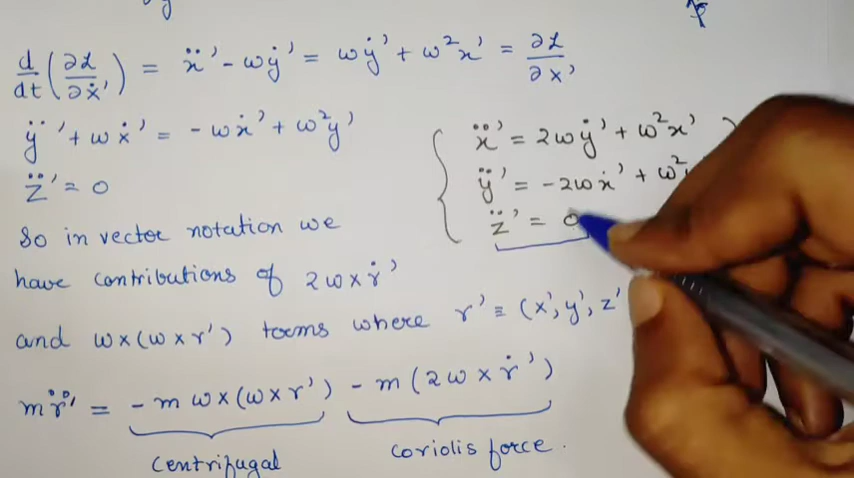 d/dt (∂ℒ/∂ẋ') = ẍ' - ωẏ' = ωẏ' + ω²x' = ∂ℒ/∂x'
ÿ' + ωẋ' = -ωẋ' + ω²y'
z̈' = 0
{ ẍ' = 2ωẏ' + ω²x'
ÿ' = -2ωẋ' + ω²
z̈' = 0
So in vector notation we
have contributions of 2ω×ṙ'
and ω×(ω×r') terms where r' ≡ (x', y', z'
mr̈' = -m ω×(ω×r') - m(2ω×ṙ')
Centrifugal
coriolis force.